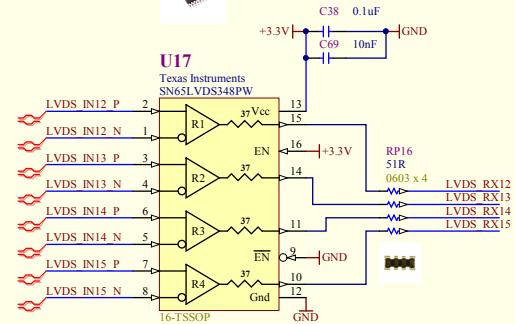 C38 0.1uF
+3.3V GND
C69 10nF
U17
Texas Instruments
SN65LVDS348PW
LVDS_IN12_P 2 37 Vcc 13
R1 15
LVDS_IN12_N 1
EN 16 +3.3V
LVDS_IN13_P 3 37 14
R2
LVDS_IN13_N 4
RP16
51R
0603 x 4
LVDS_RX12
LVDS_RX13
LVDS_RX14
LVDS_RX15
LVDS_IN14_P 6 37
R3 11
LVDS_IN14_N 5
EN 9 GND
LVDS_IN15_P 7 37
R4 10
LVDS_IN15_N 8 Gnd 12
16-TSSOP GND